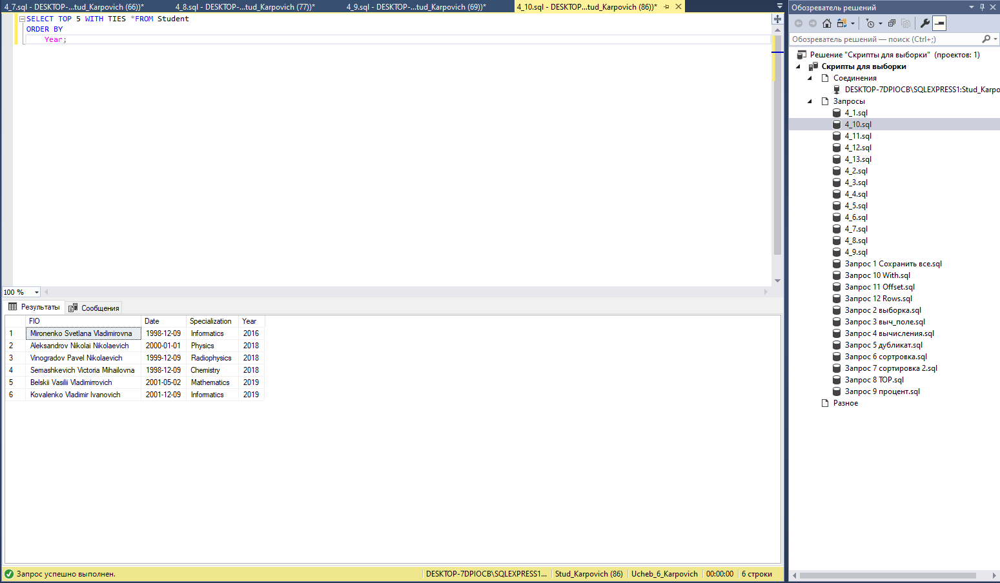 4_7.sql - DESKTOP-...tud_Karpovich (66))*
4_8.sql - DESKTOP-...tud_Karpovich (77))*
4_9.sql - DESKTOP-...tud_Karpovich (69))*
4_10.sql - DESKTOP...tud_Karpovich (86))*
SELECT TOP 5 WITH TIES *FROM Student
ORDER BY
Year;
100 %
Результаты
Сообщения
FIO Date Specialization Year
1 Mironenko Svetlana Vladimirovna 1998-12-09 Informatics 2016
2 Aleksandrov Nikolai Nikolaevich 2000-01-01 Physics 2018
3 Vinogradov Pavel Nikolaevich 1999-12-09 Radiophysics 2018
4 Semashkevich Victoria Mihailovna 1998-12-09 Chemistry 2018
5 Belskii Vasilii Vladimirrovich 2001-05-02 Mathematics 2019
6 Kovalenko Vladimir Ivanovich 2001-12-09 Informatics 2019
Запрос успешно выполнен.
DESKTOP-7DPIOCB\SQLEXPRESS1...
Stud_Karpovich (86)
Ucheb_6_Karpovich
00:00:00
6 строки
Обозреватель решений
Обозреватель решений — поиск (Ctrl+;)
Решение "Скрипты для выборки" (проектов: 1)
Скрипты для выборки
Соединения
DESKTOP-7DPIOCB\SQLEXPRESS1:Stud_Karpo
Запросы
4_1.sql
4_10.sql
4_11.sql
4_12.sql
4_13.sql
4_2.sql
4_3.sql
4_4.sql
4_5.sql
4_6.sql
4_7.sql
4_8.sql
4_9.sql
Запрос 1 Сохранить все.sql
Запрос 10 With.sql
Запрос 11 Offset.sql
Запрос 12 Rows.sql
Запрос 2 выборка.sql
Запрос 3 выч_поле.sql
Запрос 4 вычисления.sql
Запрос 5 дубликат.sql
Запрос 6 сортровка.sql
Запрос 7 сортировка 2.sql
Запрос 8 TOP.sql
Запрос 9 процент.sql
Разное